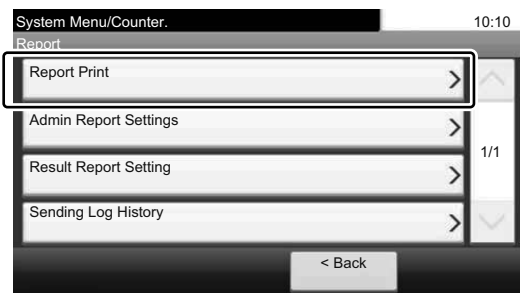 System Menu/Counter. 10:10
Report
Report Print
Admin Report Settings
1/1
Result Report Setting
Sending Log History
< Back